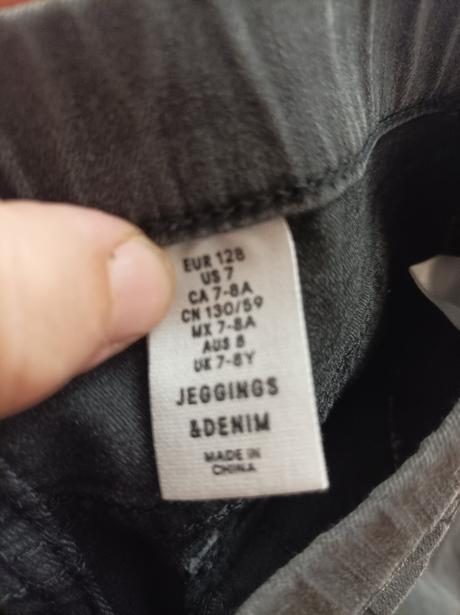 EUR 128
US 7
CA 7-8A
CN 130/59
MX 7-8A
AUS 8
UK 7-8Y
JEGGINGS
&DENIM
MADE IN
CHINA